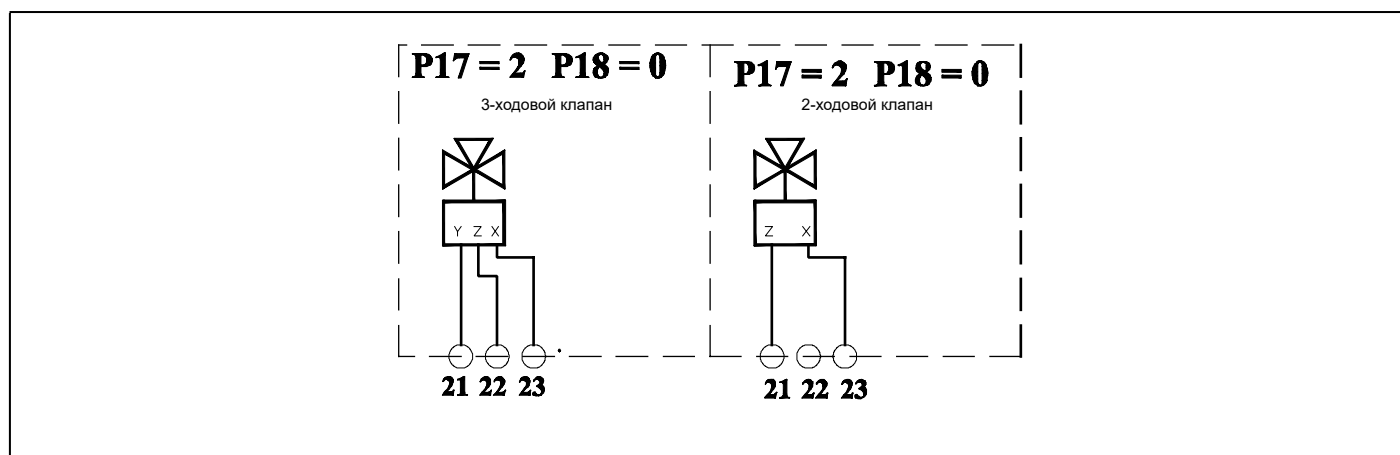 P17 = 2 P18 = 0
3-ходовой клапан
Y Z X
21 22 23
P17 = 2 P18 = 0
2-ходовой клапан
Z X
21 22 23